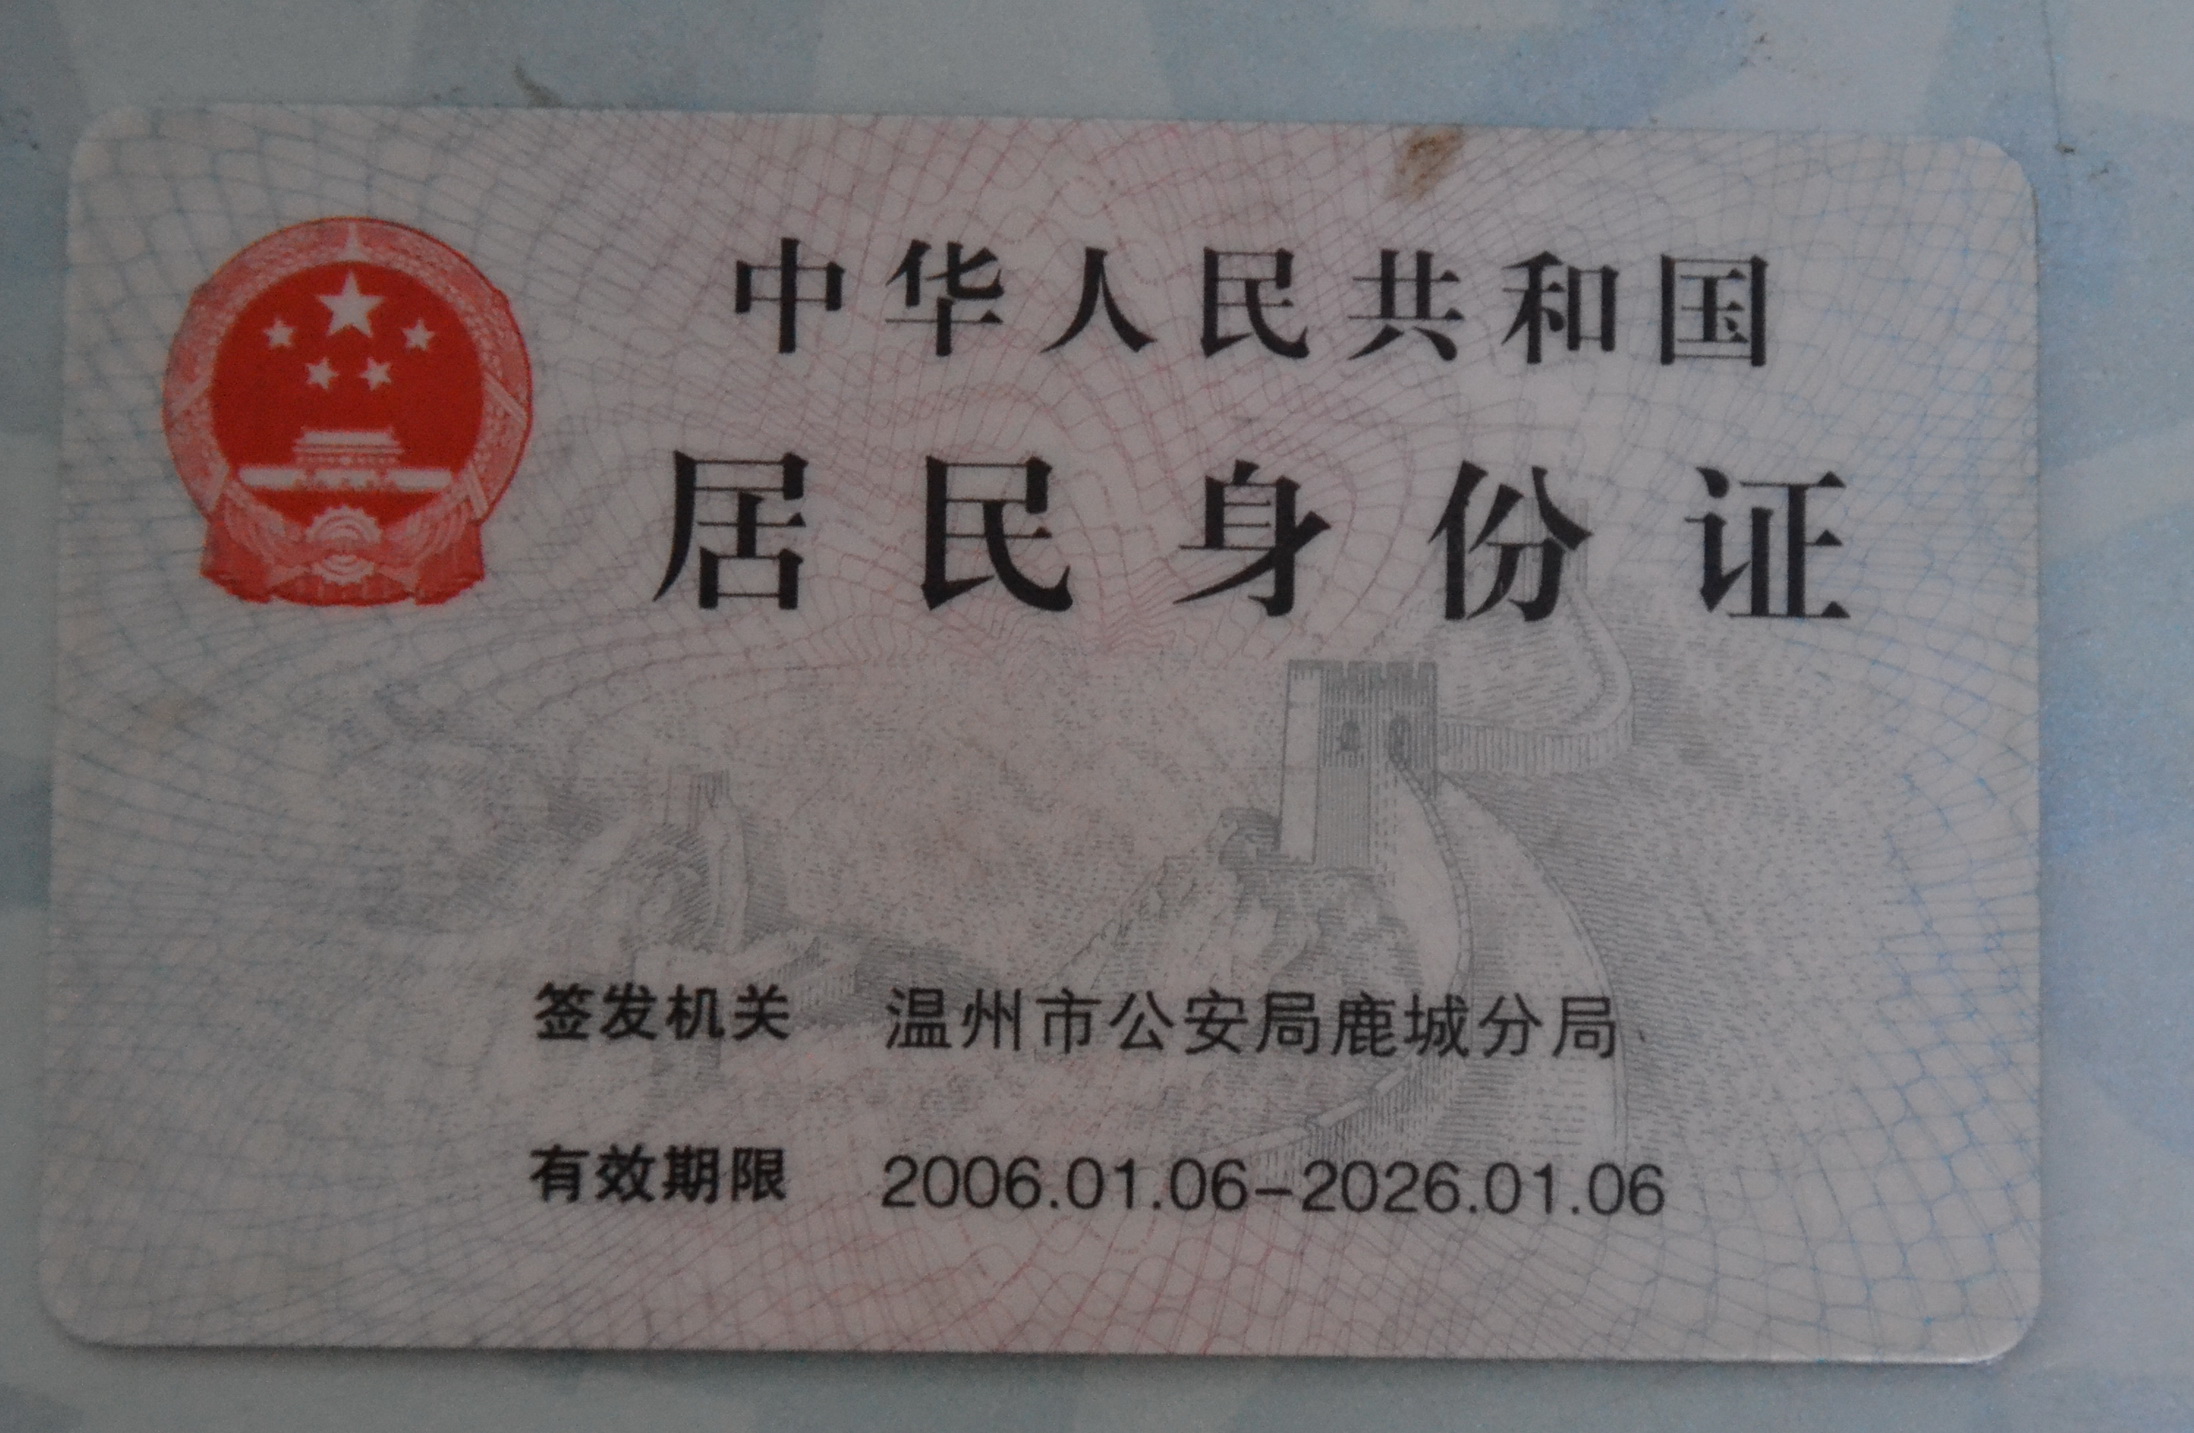 中华人民共和国
居民身份证
签发机关 温州市公安局鹿城分局
有效期限 2006.01.06-2026.01.06